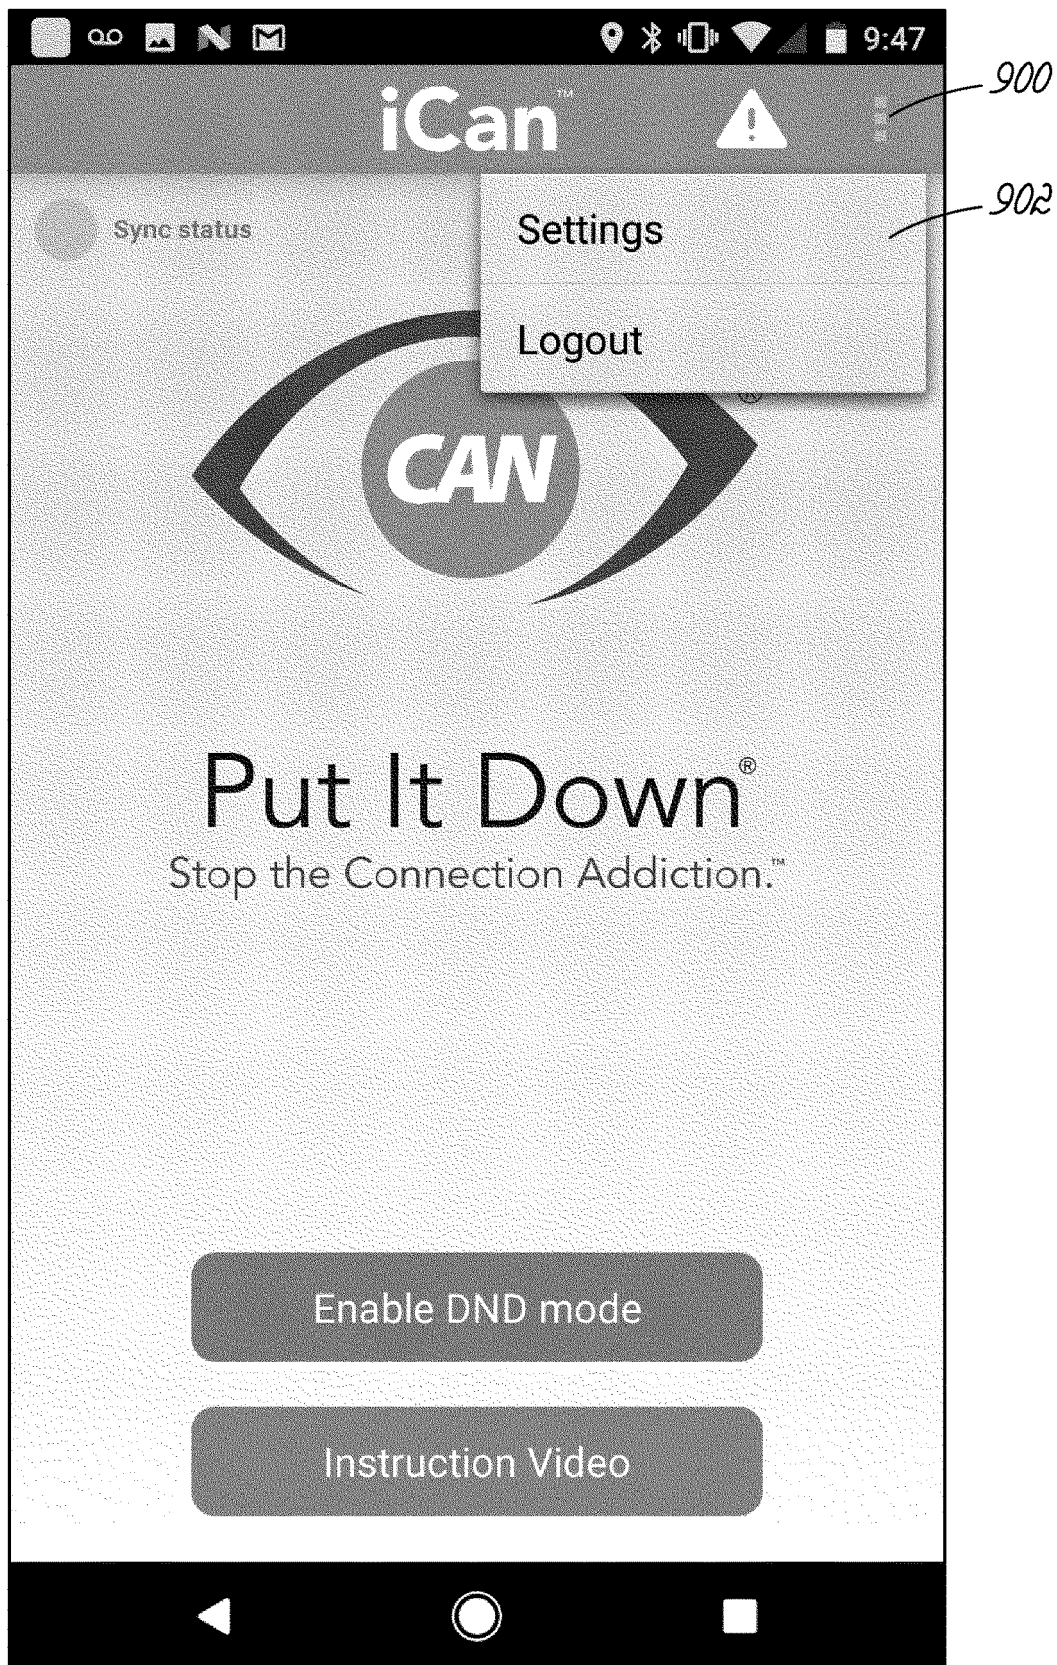 9:47
iCan™
900
Sync status
Settings
902
Logout
®
CAN
Put It Down®
Stop the Connection Addiction.™
Enable DND mode
Instruction Video